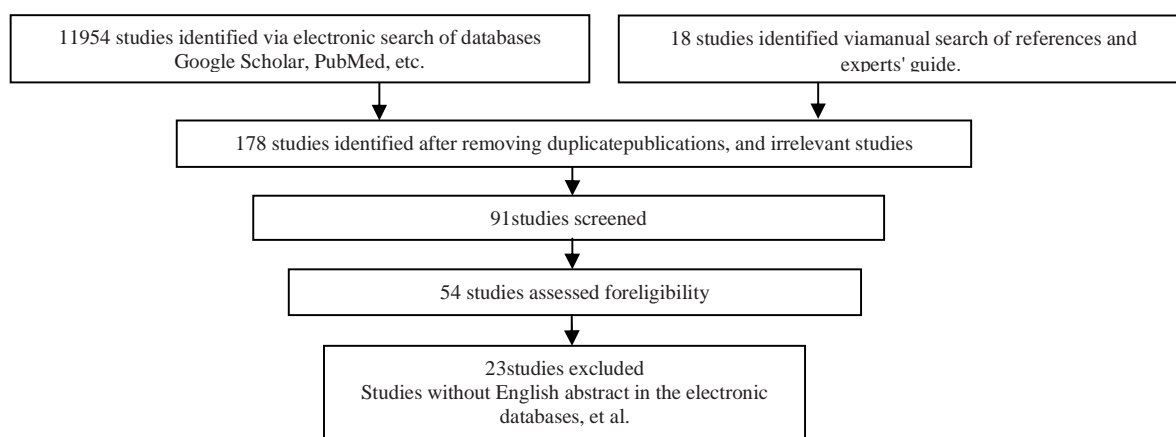 11954 studies identified via electronic search of databases
Google Scholar, PubMed, etc.
18 studies identified viamanual search of references and
experts' guide.
178 studies identified after removing duplicatepublications, and irrelevant studies
91studies screened
54 studies assessed foreligibility
23studies excluded
Studies without English abstract in the electronic
databases, et al.